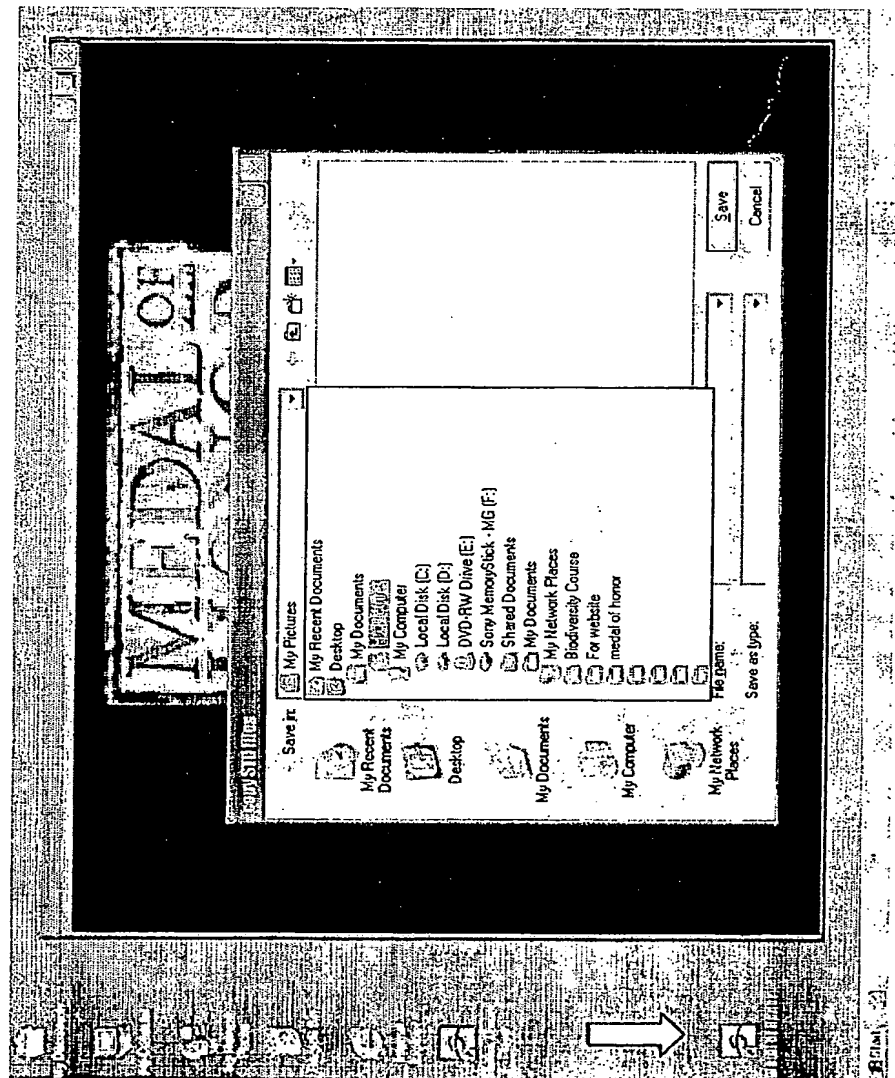 MEDAL OF
Save in:
My Pictures
My Recent Documents
Desktop
My Documents
My Computer
Local Disk (C:)
Local Disk (D:)
DVD-RW Drive (E:)
Sony MemoryStick - MG (F:)
Shared Documents
My Documents
My Network Places
Biodiversity Course
For website
medal of honor
My Recent
Documents
Desktop
My Documents
My Computer
My Network
Places
File name:
Save as type:
Save
Cancel